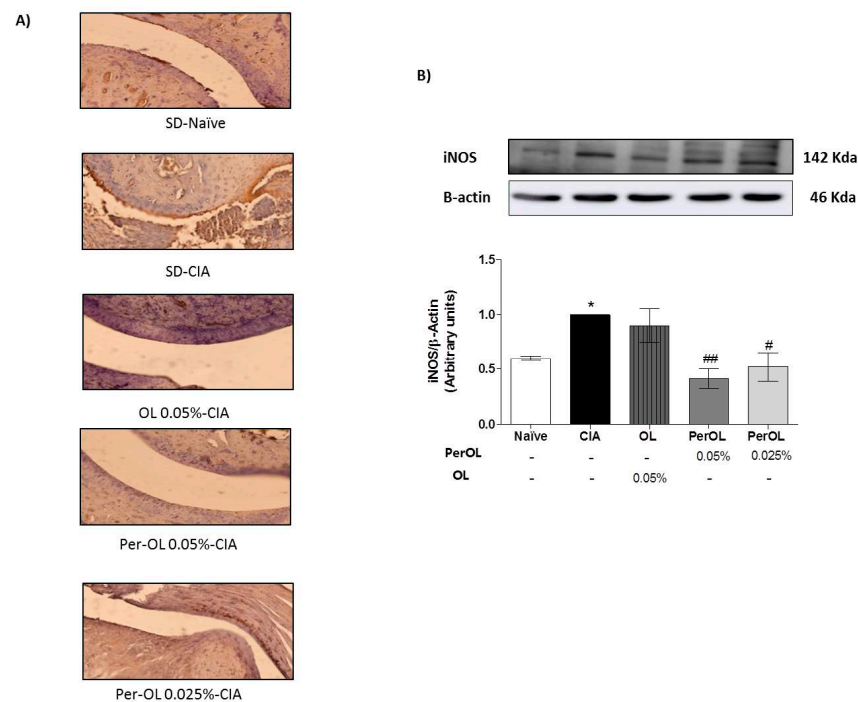 A)
SD-Naïve
SD-CIA
OL 0.05%-CIA
Per-OL 0.05%-CIA
Per-OL 0.025%-CIA
B)
iNOS 142 Kda
B-actin 46 Kda
iNOS/β-Actin
(Arbitrary units)
1.5
1.0
0.5
0.0
*
##
#
Naïve CIA OL PerOL PerOL
PerOL - - - 0.05% 0.025%
OL - - 0.05% - -